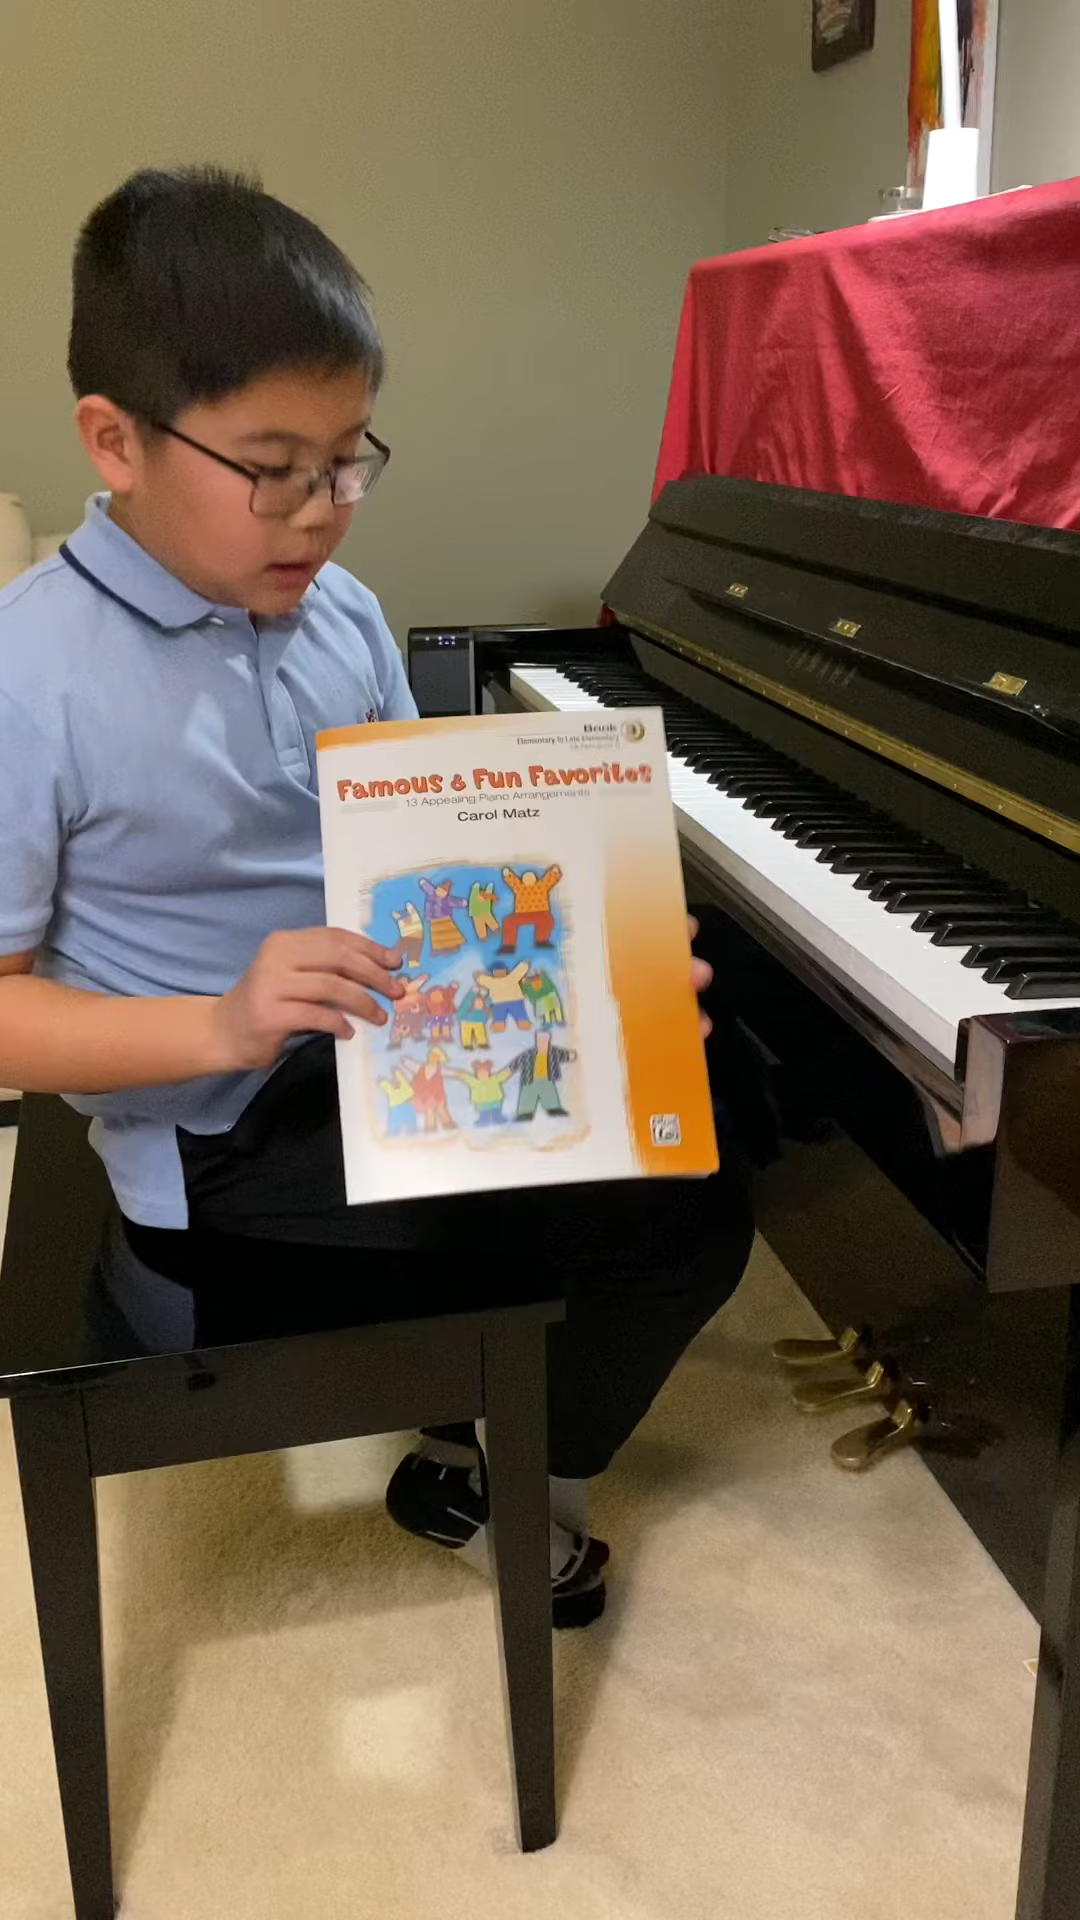 Book
Elementary to Late Elementary
Famous & Fun Favorites
13 Appealing Piano Arrangements
Carol Matz